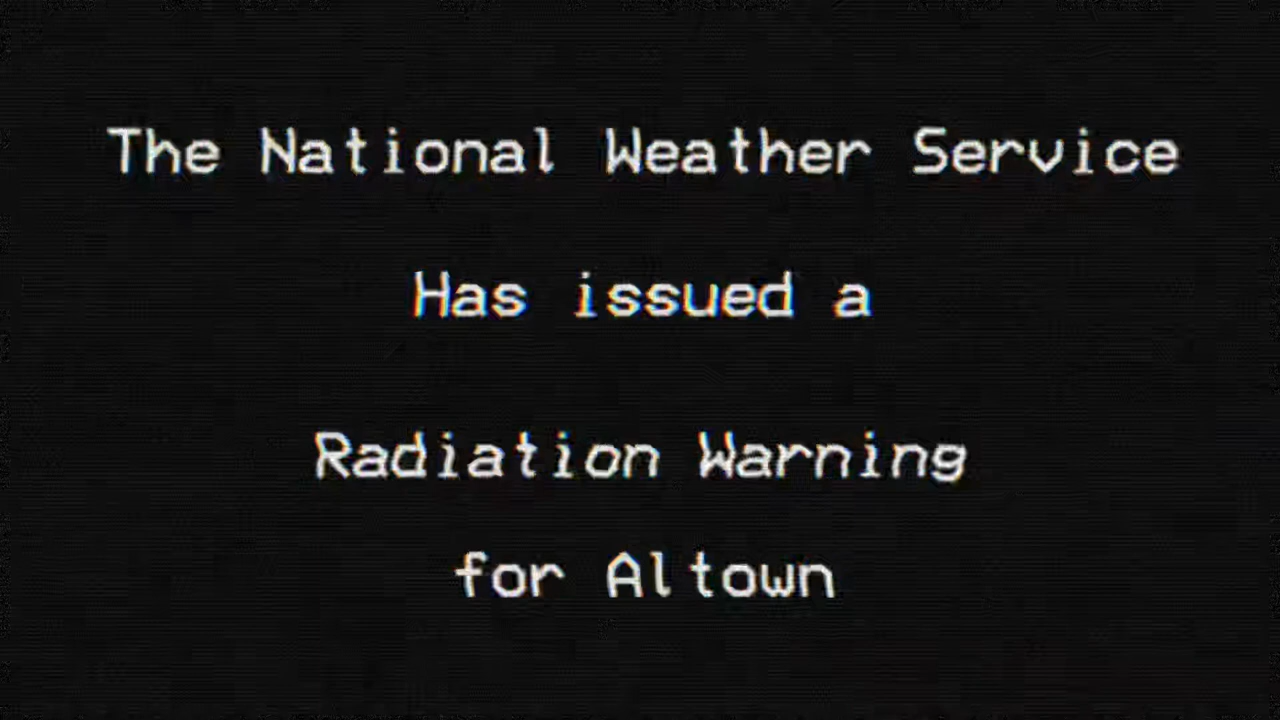 The National Weather Service
Has issued a
Radiation Warning
for Altown